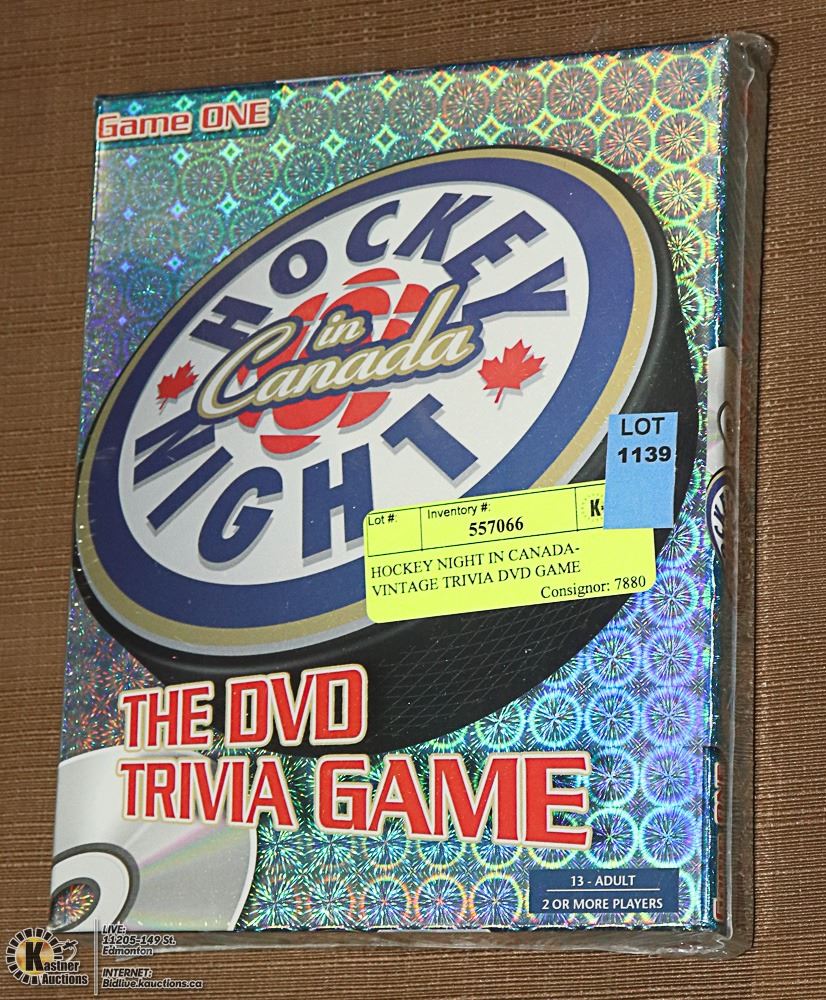 Game ONE
HOCKEY
in
Canada
NIGHT
LOT
1139
Lot #:
Inventory #:
557066
HOCKEY NIGHT IN CANADA-
VINTAGE TRIVIA DVD GAME
Consignor: 7880
THE DVD
TRIVIA GAME
13 - ADULT
2 OR MORE PLAYERS
Kastner
Auctions
LIVE:
11205-149 St.
Edmonton
INTERNET:
Bidlive.kauctions.ca